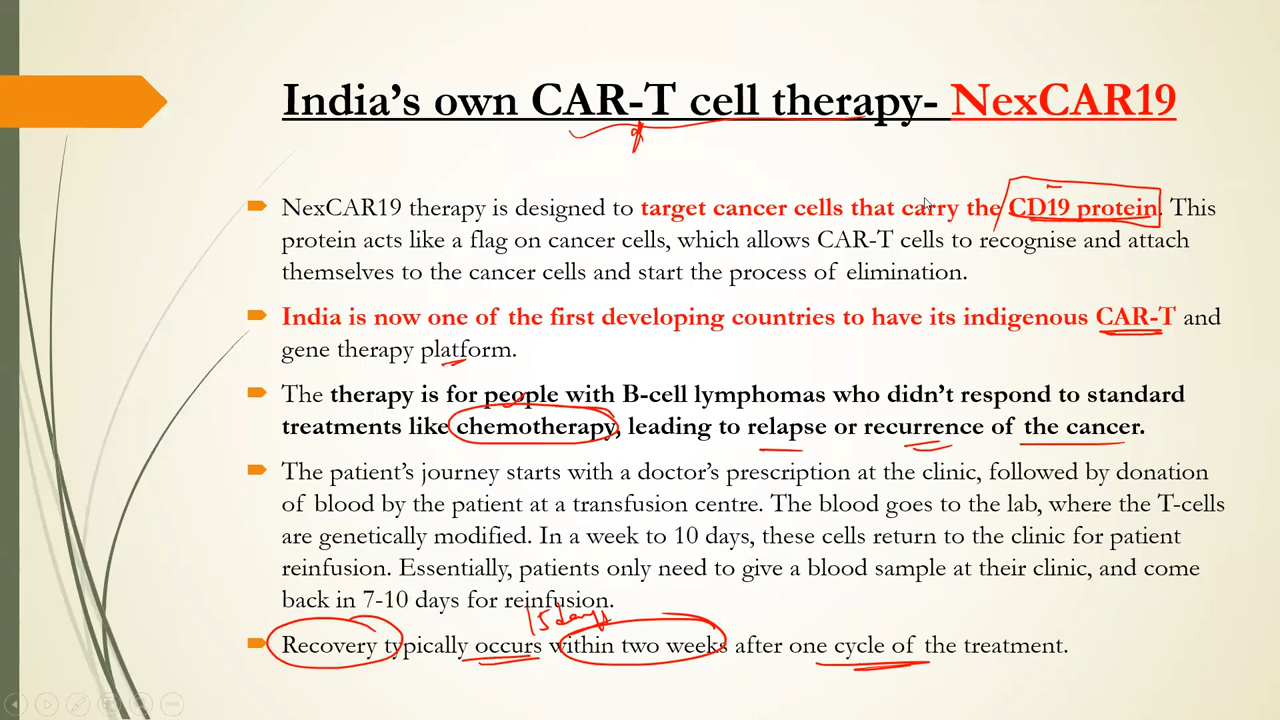 India's own CAR-T cell therapy- NexCAR19
NexCAR19 therapy is designed to target cancer cells that carry the CD19 protein. This
protein acts like a flag on cancer cells, which allows CAR-T cells to recognise and attach
themselves to the cancer cells and start the process of elimination.
India is now one of the first developing countries to have its indigenous CAR-T and
gene therapy platform.
The therapy is for people with B-cell lymphomas who didn't respond to standard
treatments like chemotherapy, leading to relapse or recurrence of the cancer.
The patient's journey starts with a doctor's prescription at the clinic, followed by donation
of blood by the patient at a transfusion centre. The blood goes to the lab, where the T-cells
are genetically modified. In a week to 10 days, these cells return to the clinic for patient
reinfusion. Essentially, patients only need to give a blood sample at their clinic, and come
back in 7-10 days for reinfusion.
15 days
Recovery typically occurs within two weeks after one cycle of the treatment.